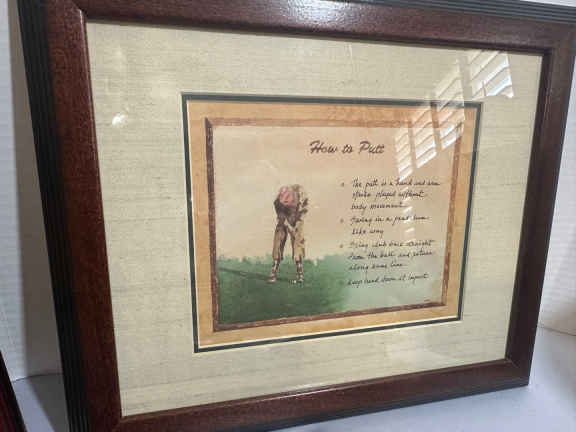 How to Putt
The putt is a hand and arm
stroke played without
body movement
Swing in a pendulum
like way
Bring club back straight
from the ball and return
along same line
Keep head down at impact